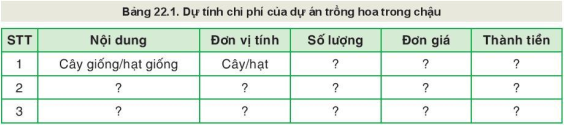 Bảng 22.1. Dự tính chi phí của dự án trồng hoa trong chậu
STT Nội dung Đơn vị tính Số lượng Đơn giá Thành tiền
1 Cây giống/hạt giống Cây/hạt ? ? ?
2 ? ? ? ? ?
3 ? ? ? ? ?